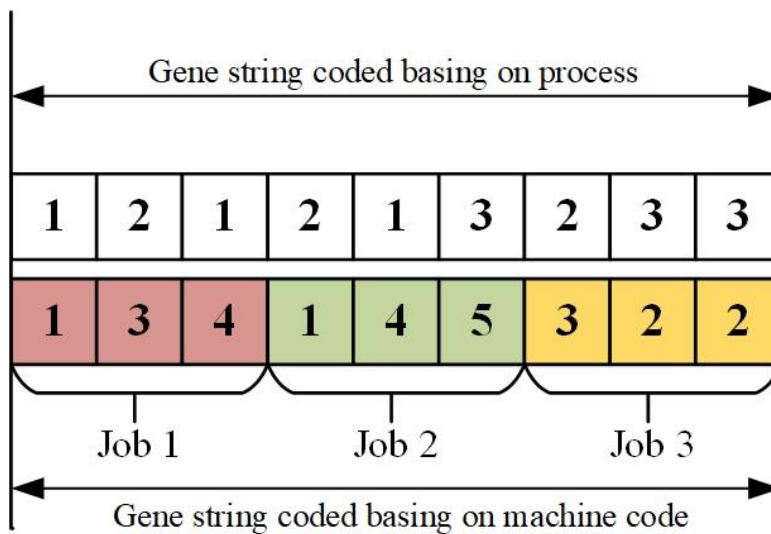 Gene string coded basing on process
1 2 1 2 1 3 2 3 3
1 3 4 1 4 5 3 2 2
Job 1 Job 2 Job 3
Gene string coded basing on machine code